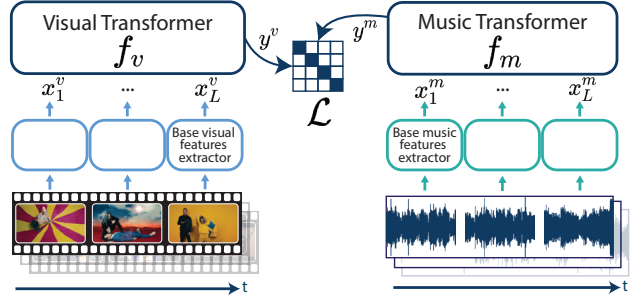 Visual Transformer
f_v
y^v
y^m
ℒ
Music Transformer
f_m
x_1^v ... x_L^v
x_1^m ... x_L^m
Base visual
features
extractor
Base music
features
extractor
t
t